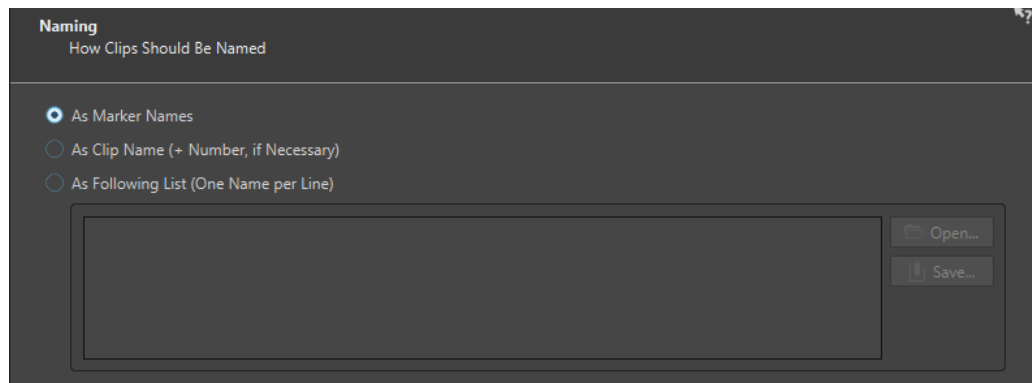 Naming
How Clips Should Be Named
As Marker Names
As Clip Name (+ Number, if Necessary)
As Following List (One Name per Line)
Open...
Save...